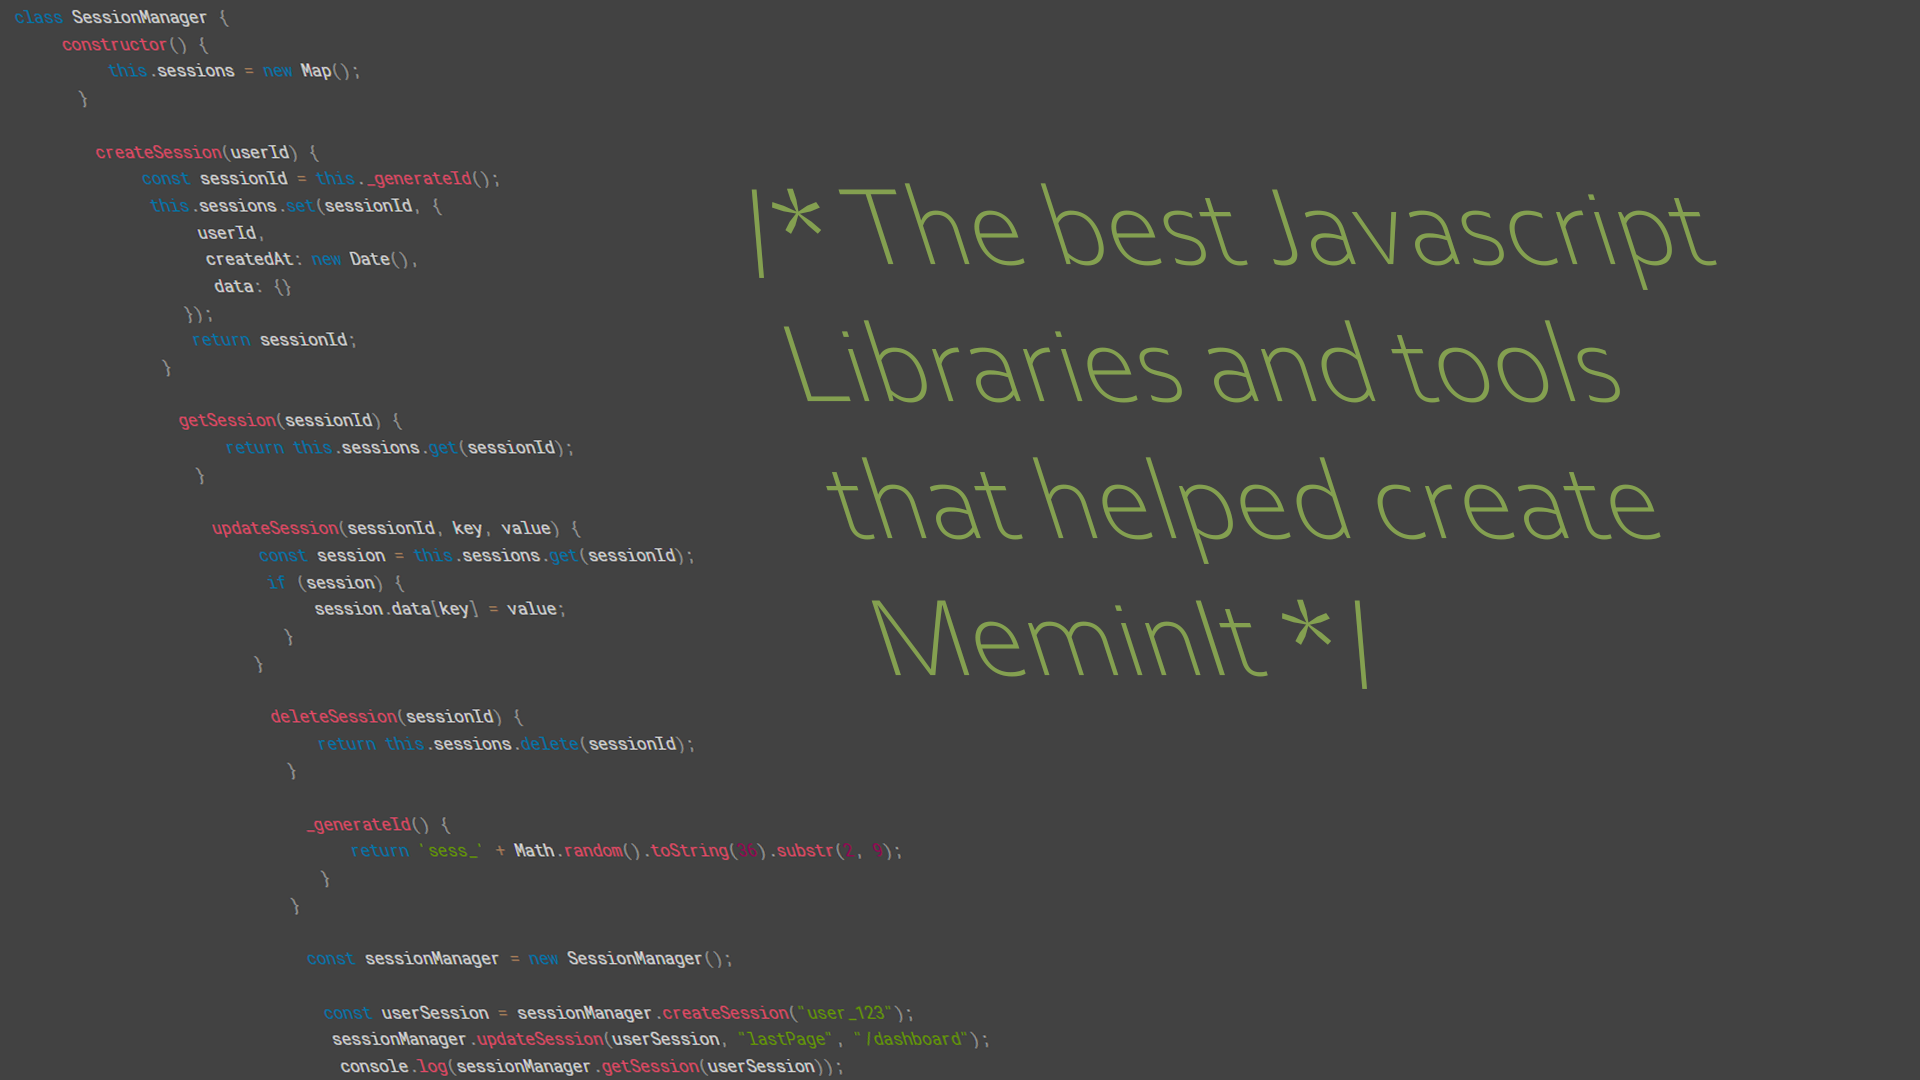 class SessionManager {
constructor() {
this.sessions = new Map();
}
createSession(userId) {
const sessionId = this._generateId();
this.sessions.set(sessionId, {
userId,
createdAt: new Date(),
data: {}
});
return sessionId;
}
getSession(sessionId) {
return this.sessions.get(sessionId);
}
updateSession(sessionId, key, value) {
const session = this.sessions.get(sessionId);
if (session) {
session.data[key] = value;
}
}
deleteSession(sessionId) {
return this.sessions.delete(sessionId);
}
_generateId() {
return 'sess_' + Math.random().toString(36).substr(2, 9);
}
}
const sessionManager = new SessionManager();
const userSession = sessionManager.createSession("user_123");
sessionManager.updateSession(userSession, "lastPage", "/dashboard");
console.log(sessionManager.getSession(userSession));
/* The best Javascript
Libraries and tools
that helped create
MeminIt */